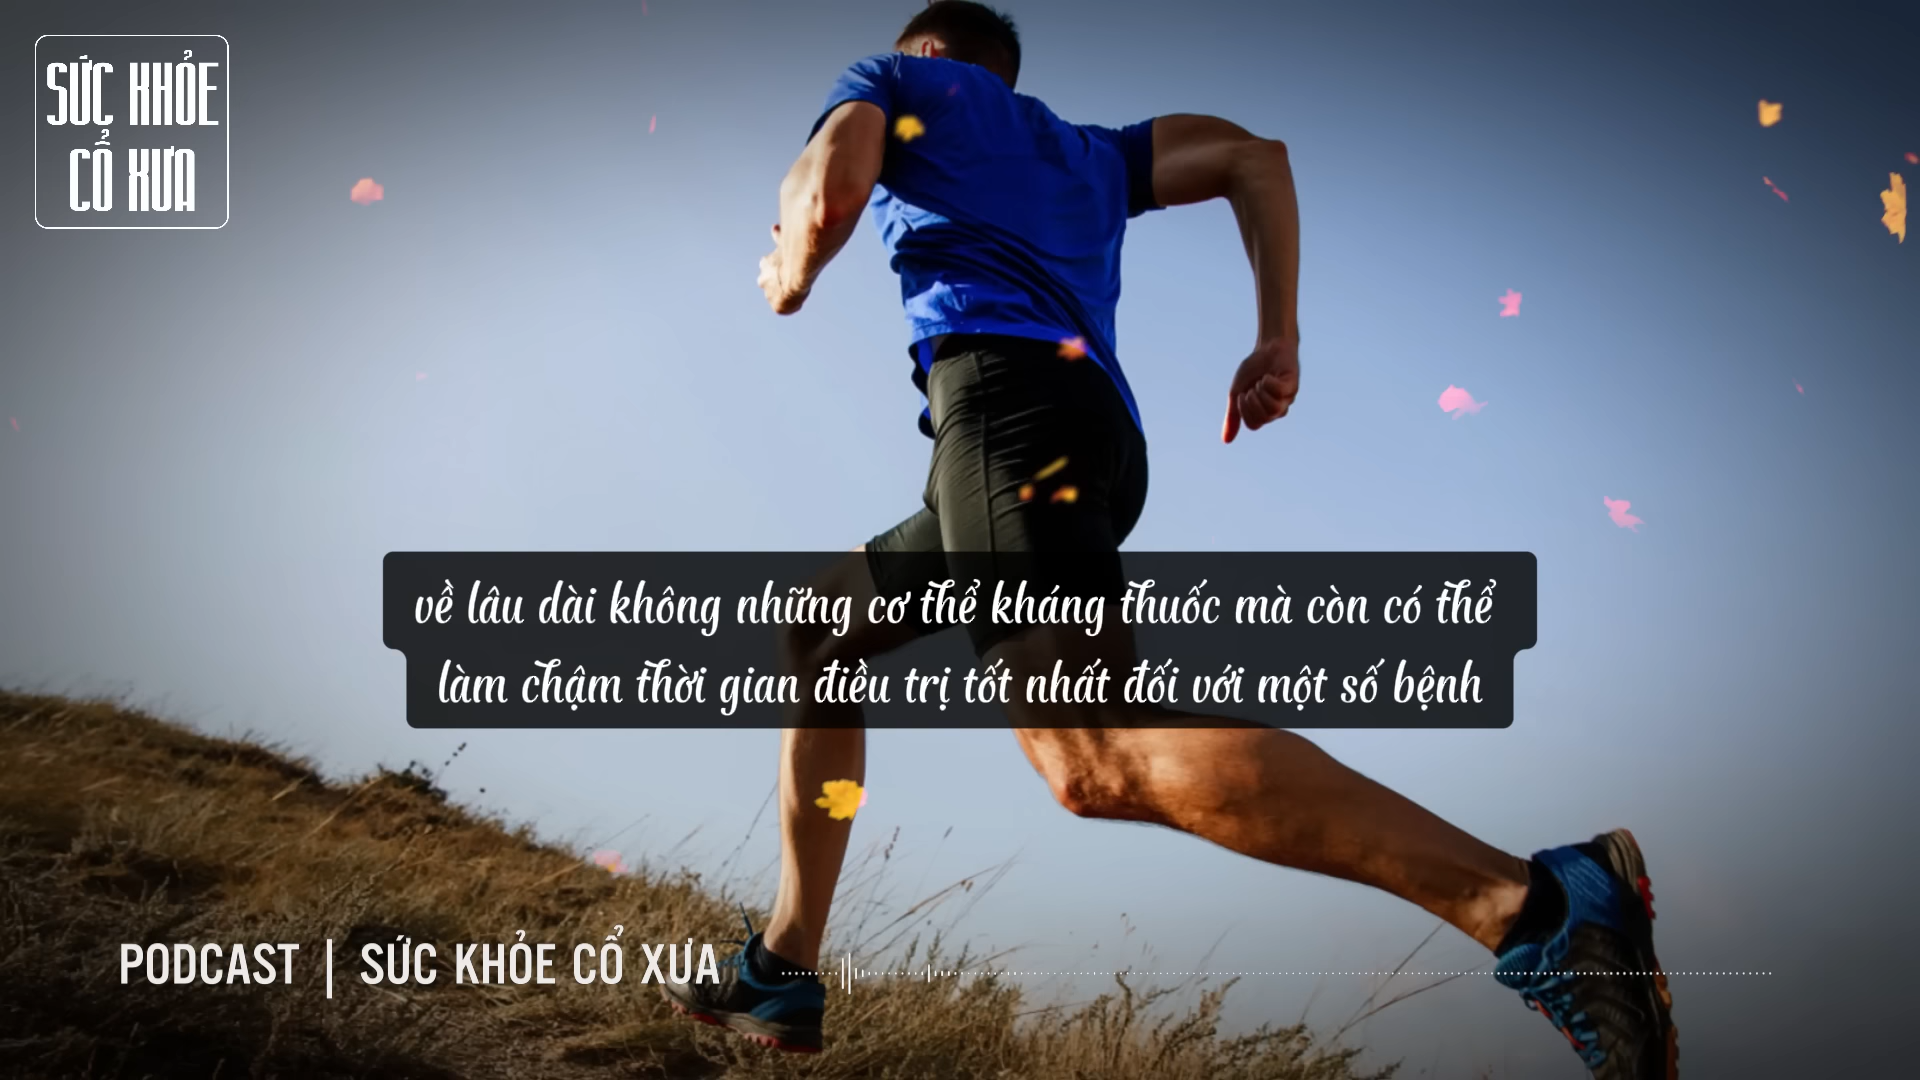 SỨC KHỎE
CỔ XƯA
về lâu dài không những cơ thể kháng thuốc mà còn có thể
làm chậm thời gian điều trị tốt nhất đối với một số bệnh
PODCAST | SỨC KHỎE CỔ XƯA